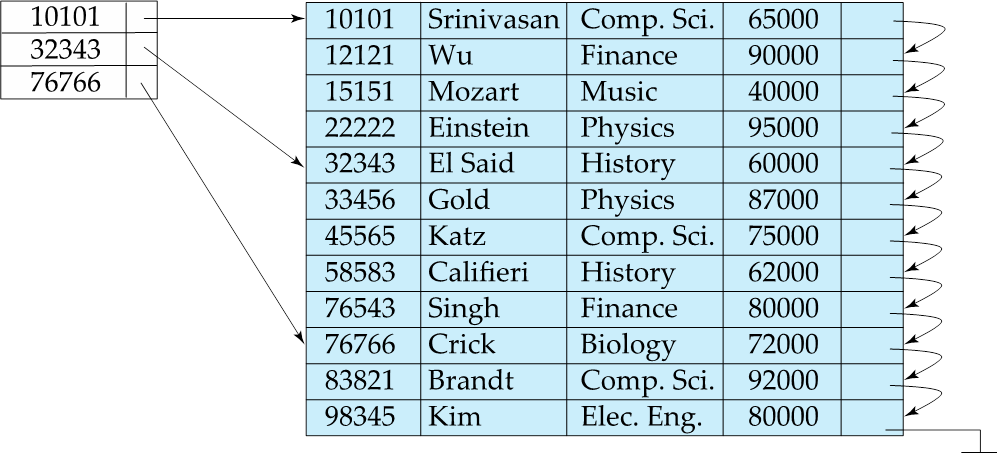 10101
32343
76766
10101 Srinivasan Comp. Sci. 65000
12121 Wu Finance 90000
15151 Mozart Music 40000
22222 Einstein Physics 95000
32343 El Said History 60000
33456 Gold Physics 87000
45565 Katz Comp. Sci. 75000
58583 Califieri History 62000
76543 Singh Finance 80000
76766 Crick Biology 72000
83821 Brandt Comp. Sci. 92000
98345 Kim Elec. Eng. 80000